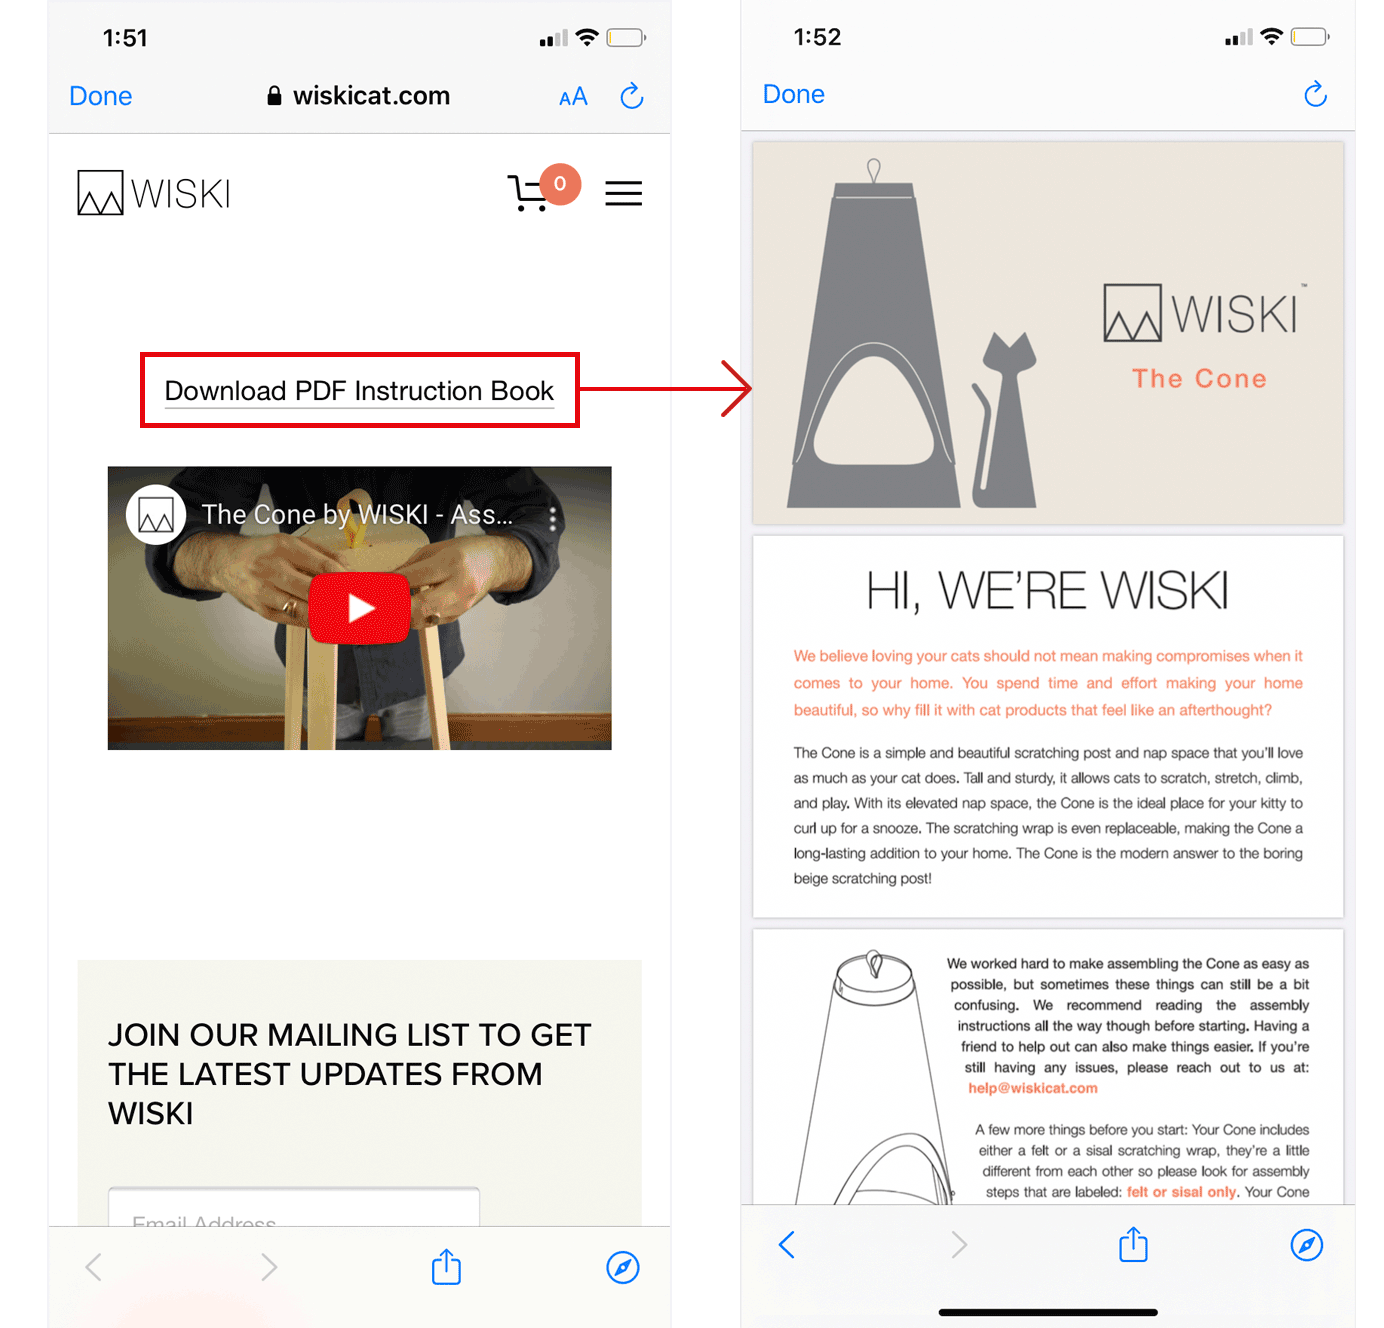 1:51
Done
wiskicat.com
AA
WISKI
0
Download PDF Instruction Book
The Cone by WISKI - Ass...
JOIN OUR MAILING LIST TO GET
THE LATEST UPDATES FROM
WISKI
Email Address
1:52
Done
WISKI™
The Cone
HI, WE'RE WISKI
We believe loving your cats should not mean making compromises when it
comes to your home. You spend time and effort making your home
beautiful, so why fill it with cat products that feel like an afterthought?
The Cone is a simple and beautiful scratching post and nap space that you'll love
as much as your cat does. Tall and sturdy, it allows cats to scratch, stretch, climb,
and play. With its elevated nap space, the Cone is the ideal place for your kitty to
curl up for a snooze. The scratching wrap is even replaceable, making the Cone a
long-lasting addition to your home. The Cone is the modern answer to the boring
beige scratching post!
We worked hard to make assembling the Cone as easy as
possible, but sometimes these things can still be a bit
confusing. We recommend reading the assembly
instructions all the way though before starting. Having a
friend to help out can also make things easier. If you're
still having any issues, please reach out to us at:
help@wiskicat.com
A few more things before you start: Your Cone includes
either a felt or a sisal scratching wrap, they're a little
different from each other so please look for assembly
steps that are labeled: felt or sisal only. Your Cone